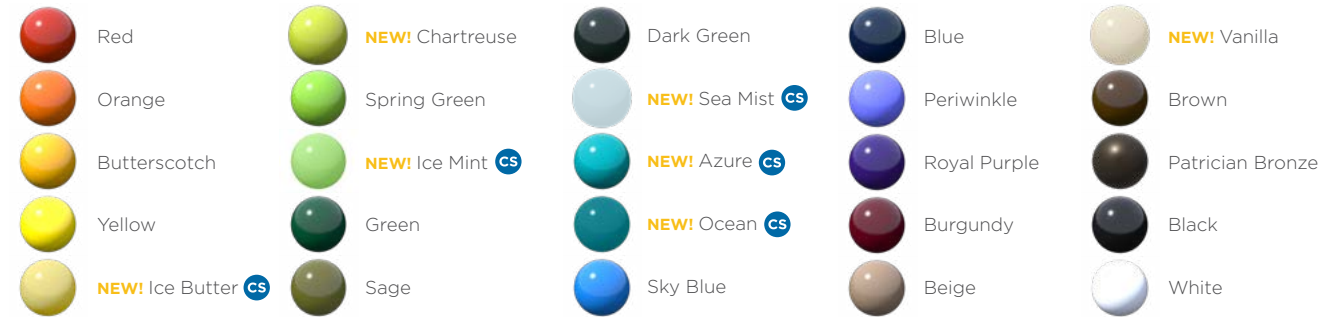 Red
Orange
Butterscotch
Yellow
NEW! Ice Butter CS
NEW! Chartreuse
Spring Green
NEW! Ice Mint CS
Green
Sage
Dark Green
NEW! Sea Mist CS
NEW! Azure CS
NEW! Ocean CS
Sky Blue
Blue
Periwinkle
Royal Purple
Burgundy
Beige
NEW! Vanilla
Brown
Patrician Bronze
Black
White